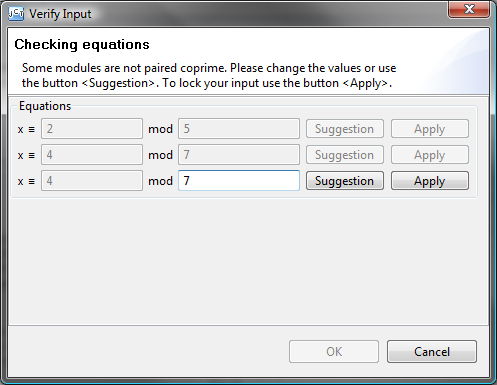 JCT Verify Input
Checking equations
Some modules are not paired coprime. Please change the values or use
the button <Suggestion>. To lock your input use the button <Apply>.
Equations
x ≡ 2 mod 5 Suggestion Apply
x ≡ 4 mod 7 Suggestion Apply
x ≡ 4 mod 7 Suggestion Apply
OK Cancel